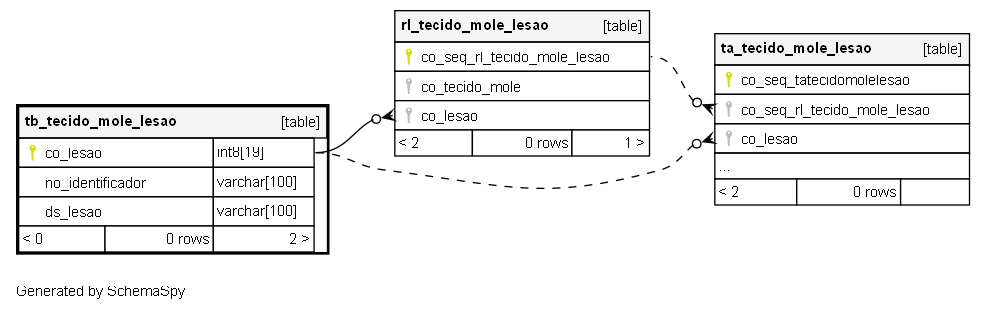 rl_tecido_mole_lesao [table]
co_seq_rl_tecido_mole_lesao
co_tecido_mole
co_lesao
< 2 0 rows 1 >
ta_tecido_mole_lesao [table]
co_seq_tatecidomolelesao
co_seq_rl_tecido_mole_lesao
co_lesao
...
< 2 0 rows
tb_tecido_mole_lesao [table]
co_lesao int8[19]
no_identificador varchar[100]
ds_lesao varchar[100]
< 0 0 rows 2 >
Generated by SchemaSpy